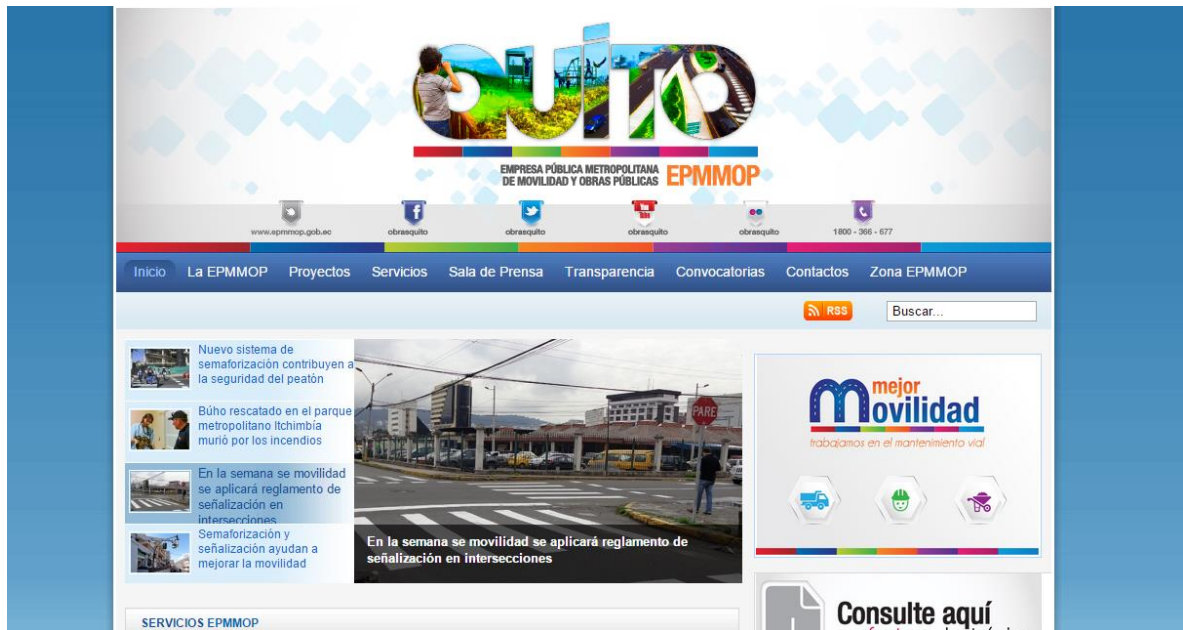 QUITO
EMPRESA PÚBLICA METROPOLITANA
DE MOVILIDAD Y OBRAS PÚBLICAS
EPMMOP
www.epmmop.gob.ec
obrasquito
obrasquito
You Tube
obrasquito
obrasquito
1800 - 366 - 677
Inicio La EPMMOP Proyectos Servicios Sala de Prensa Transparencia Convocatorias Contactos Zona EPMMOP
RSS
Buscar...
Nuevo sistema de
semaforización contribuyen a
la seguridad del peatón
Búho rescatado en el parque
metropolitano Itchimbía
murió por los incendios
En la semana se movilidad
se aplicará reglamento de
señalización en
intersecciones
Semaforización y
señalización ayudan a
mejorar la movilidad
PARE
En la semana se movilidad se aplicará reglamento de
señalización en intersecciones
mejor
movilidad
trabajamos en el mantenimiento vial
Consulte aquí
SERVICIOS EPMMOP